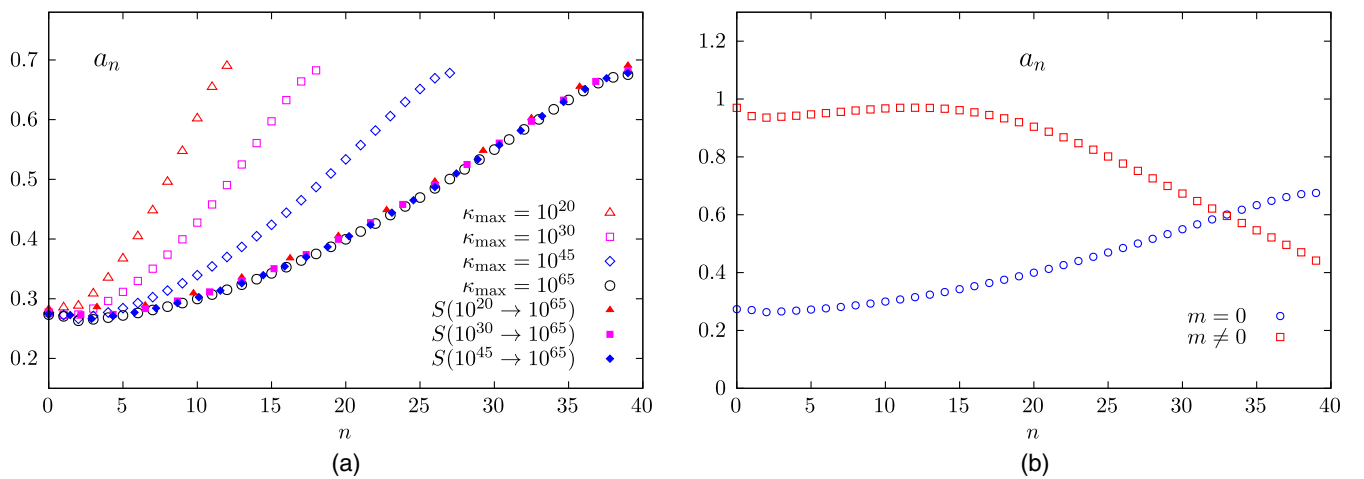 a_n
0.7
0.6
0.5
0.4
0.3
0.2
κ_max = 10^20
κ_max = 10^30
κ_max = 10^45
κ_max = 10^65
S(10^20 → 10^65)
S(10^30 → 10^65)
S(10^45 → 10^65)
0 5 10 15 20 25 30 35 40
n
(a)
a_n
1.2
1
0.8
0.6
0.4
0.2
0
m = 0
m ≠ 0
0 5 10 15 20 25 30 35 40
n
(b)